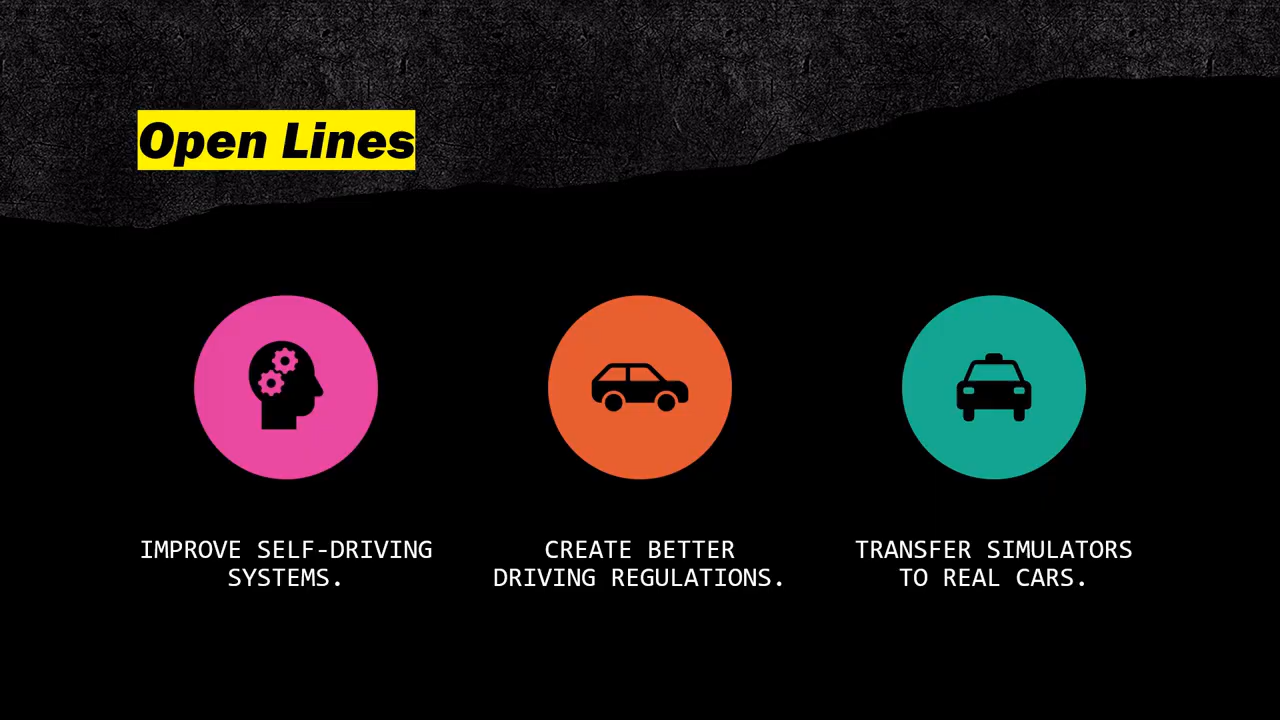 Open Lines
IMPROVE SELF-DRIVING
SYSTEMS.
CREATE BETTER
DRIVING REGULATIONS.
TRANSFER SIMULATORS
TO REAL CARS.